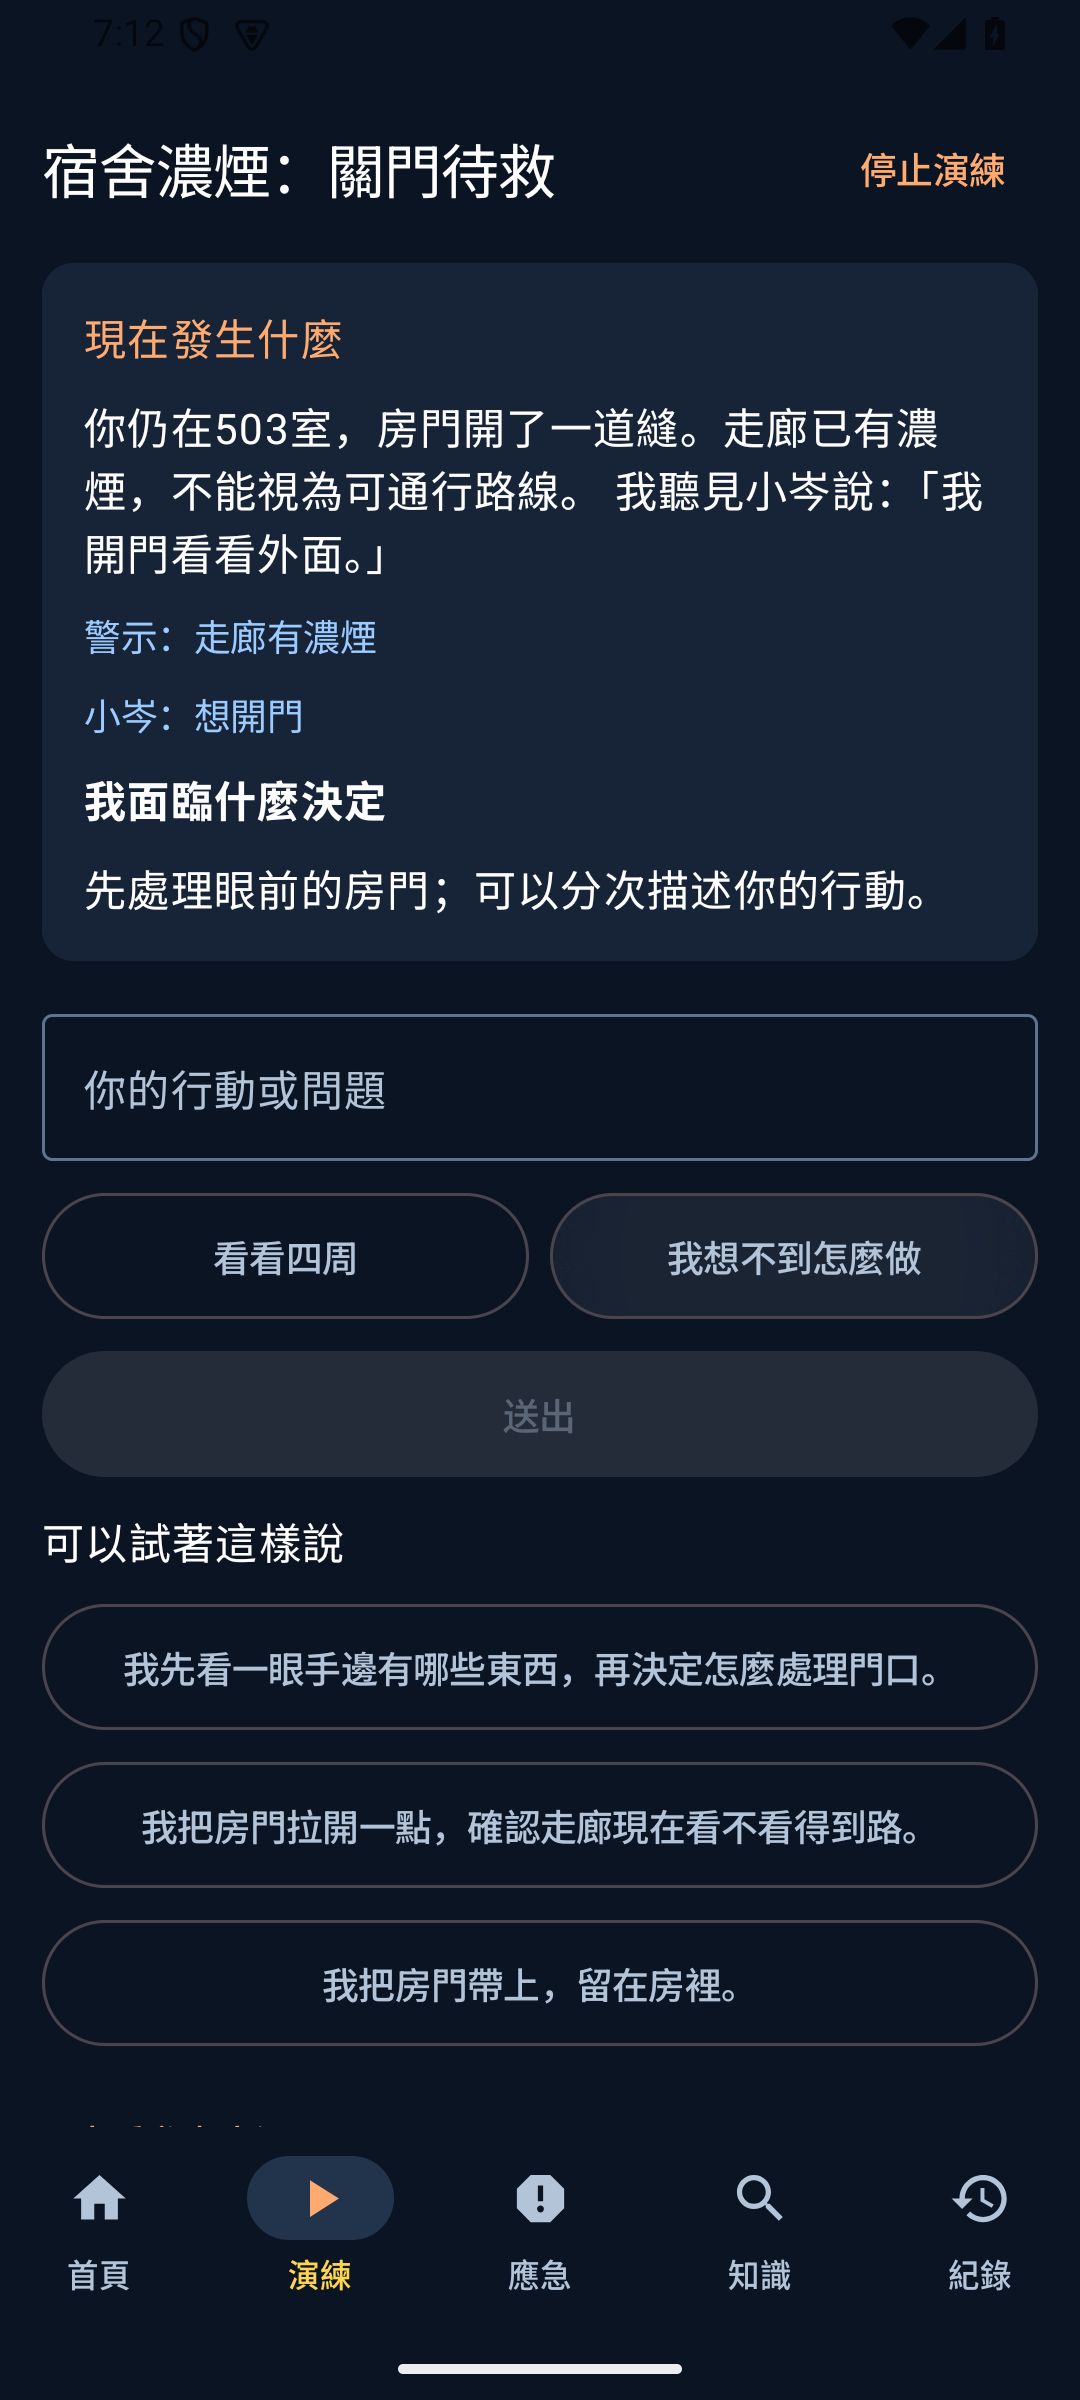 7:12
宿舍濃煙：關門待救
停止演練
現在發生什麼
你仍在503室，房門開了一道縫。走廊已有濃
煙，不能視為可通行路線。 我聽見小岑說：「我
開門看看外面。」
警示：走廊有濃煙
小岑：想開門
我面臨什麼決定
先處理眼前的房門；可以分次描述你的行動。
你的行動或問題
看看四周
我想不到怎麼做
送出
可以試著這樣說
我先看一眼手邊有哪些東西，再決定怎麼處理門口。
我把房門拉開一點，確認走廊現在看不看得到路。
我把房門帶上，留在房裡。
首頁
演練
應急
知識
紀錄